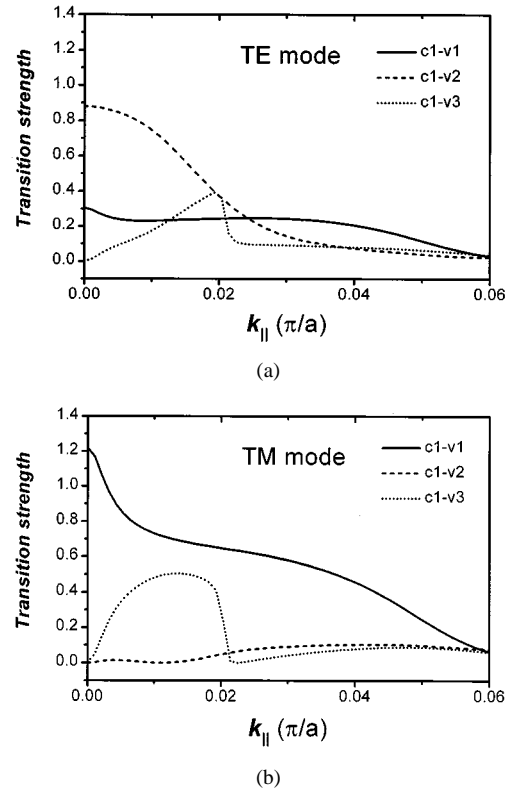 1.4
1.2
1.0
0.8
0.6
0.4
0.2
0.0
Transition strength
TE mode
c1-v1
c1-v2
c1-v3
0.00
0.02
0.04
0.06
k|| (π/a)
(a)
1.4
1.2
1.0
0.8
0.6
0.4
0.2
0.0
Transition strength
TM mode
c1-v1
c1-v2
c1-v3
0.00
0.02
0.04
0.06
k|| (π/a)
(b)